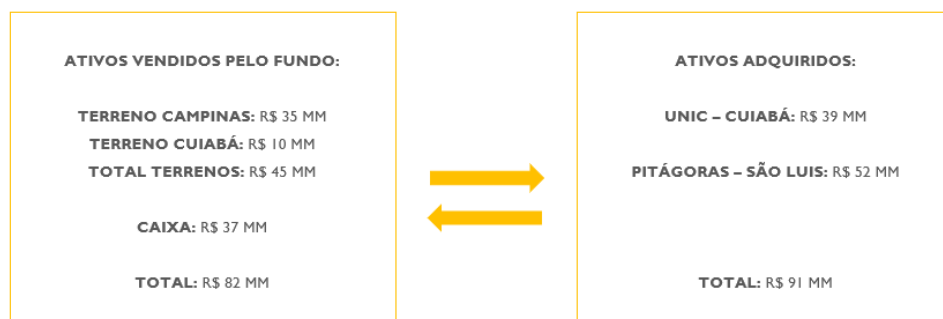 ATIVOS VENDIDOS PELO FUNDO:
TERRENO CAMPINAS: R$ 35 MM
TERRENO CUIABÁ: R$ 10 MM
TOTAL TERRENOS: R$ 45 MM
CAIXA: R$ 37 MM
TOTAL: R$ 82 MM
ATIVOS ADQUIRIDOS:
UNIC – CUIABÁ: R$ 39 MM
PITÁGORAS – SÃO LUIS: R$ 52 MM
TOTAL: R$ 91 MM